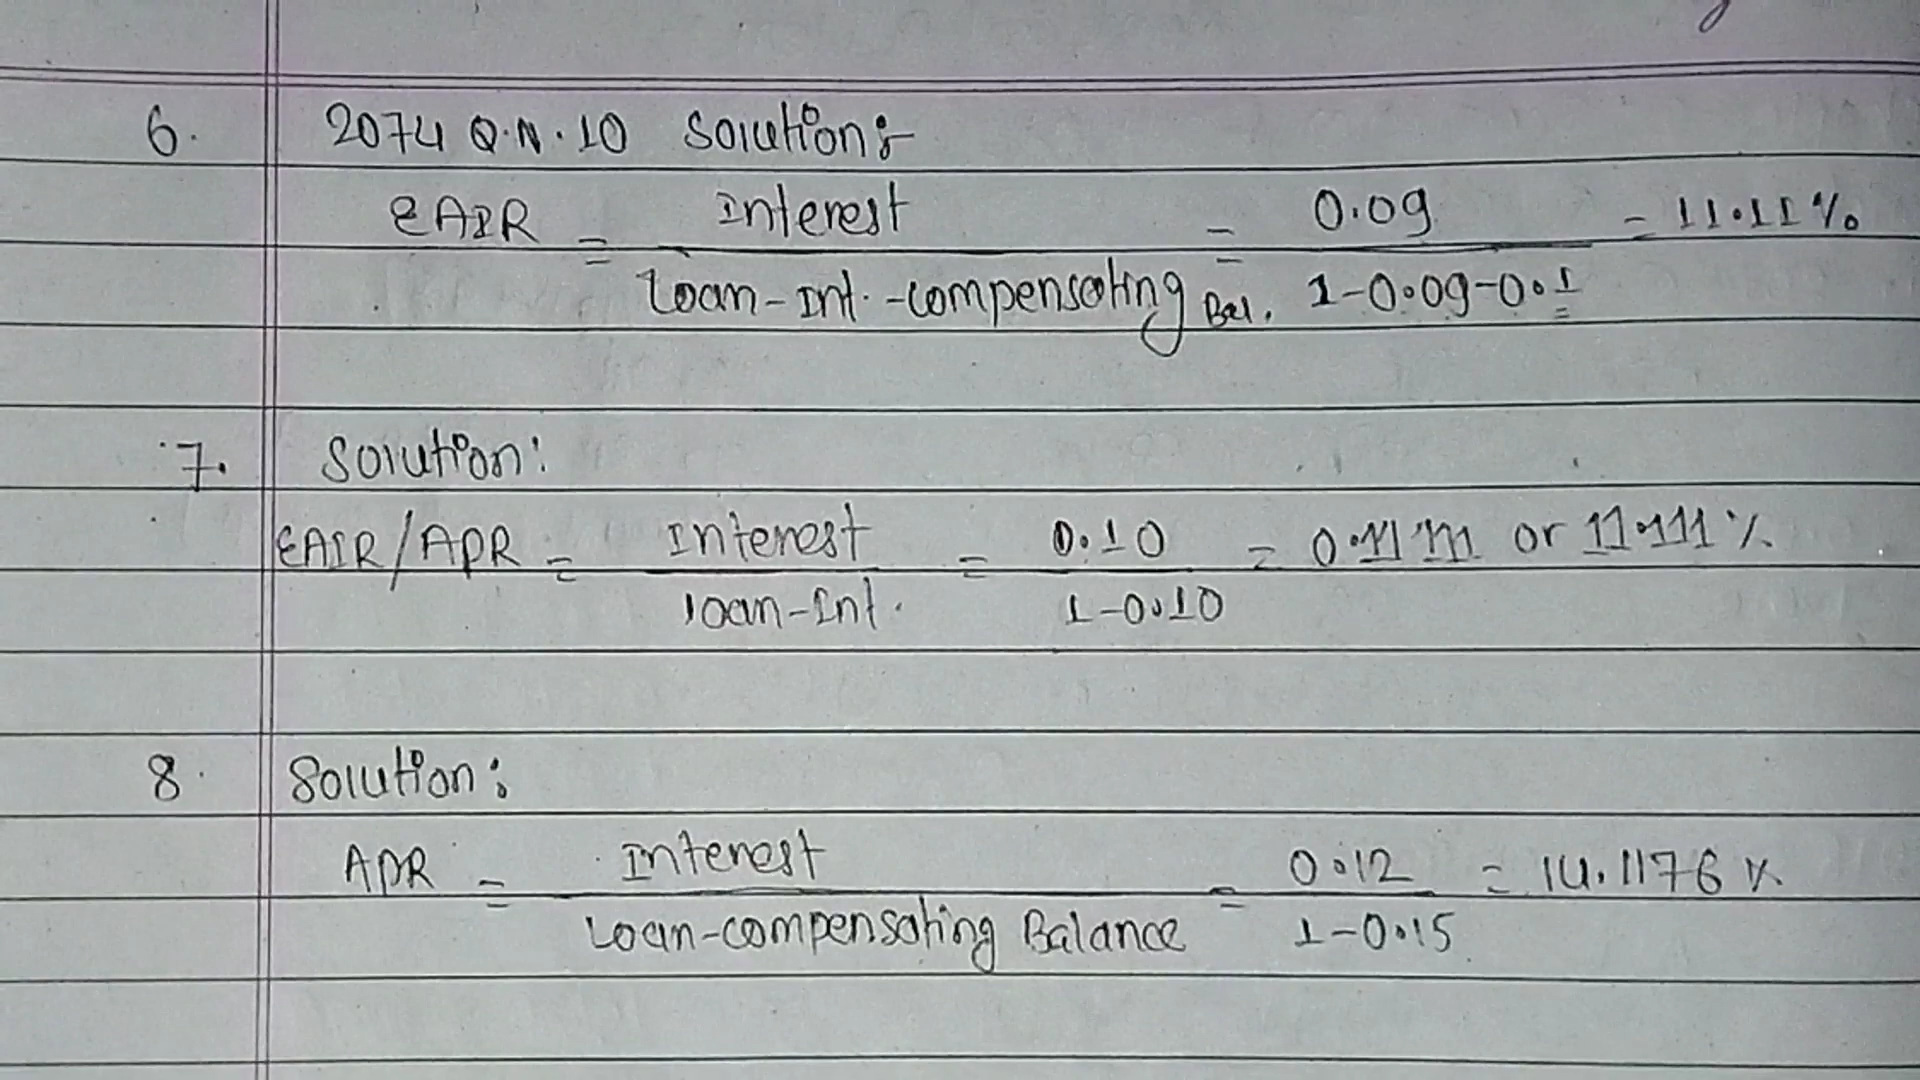 6. 2074 Q.N.10 Solution:-
EAIR = Interest / Loan-Int.-compensating Bal. = 0.09 / 1-0.09-0.1 = 11.11%
7. Solution:
EAIR/APR = Interest / loan-Int. = 0.10 / 1-0.10 = 0.11111 or 11.111%
8. Solution:
APR = Interest / Loan-compensating Balance = 0.12 / 1-0.15 = 14.1176%